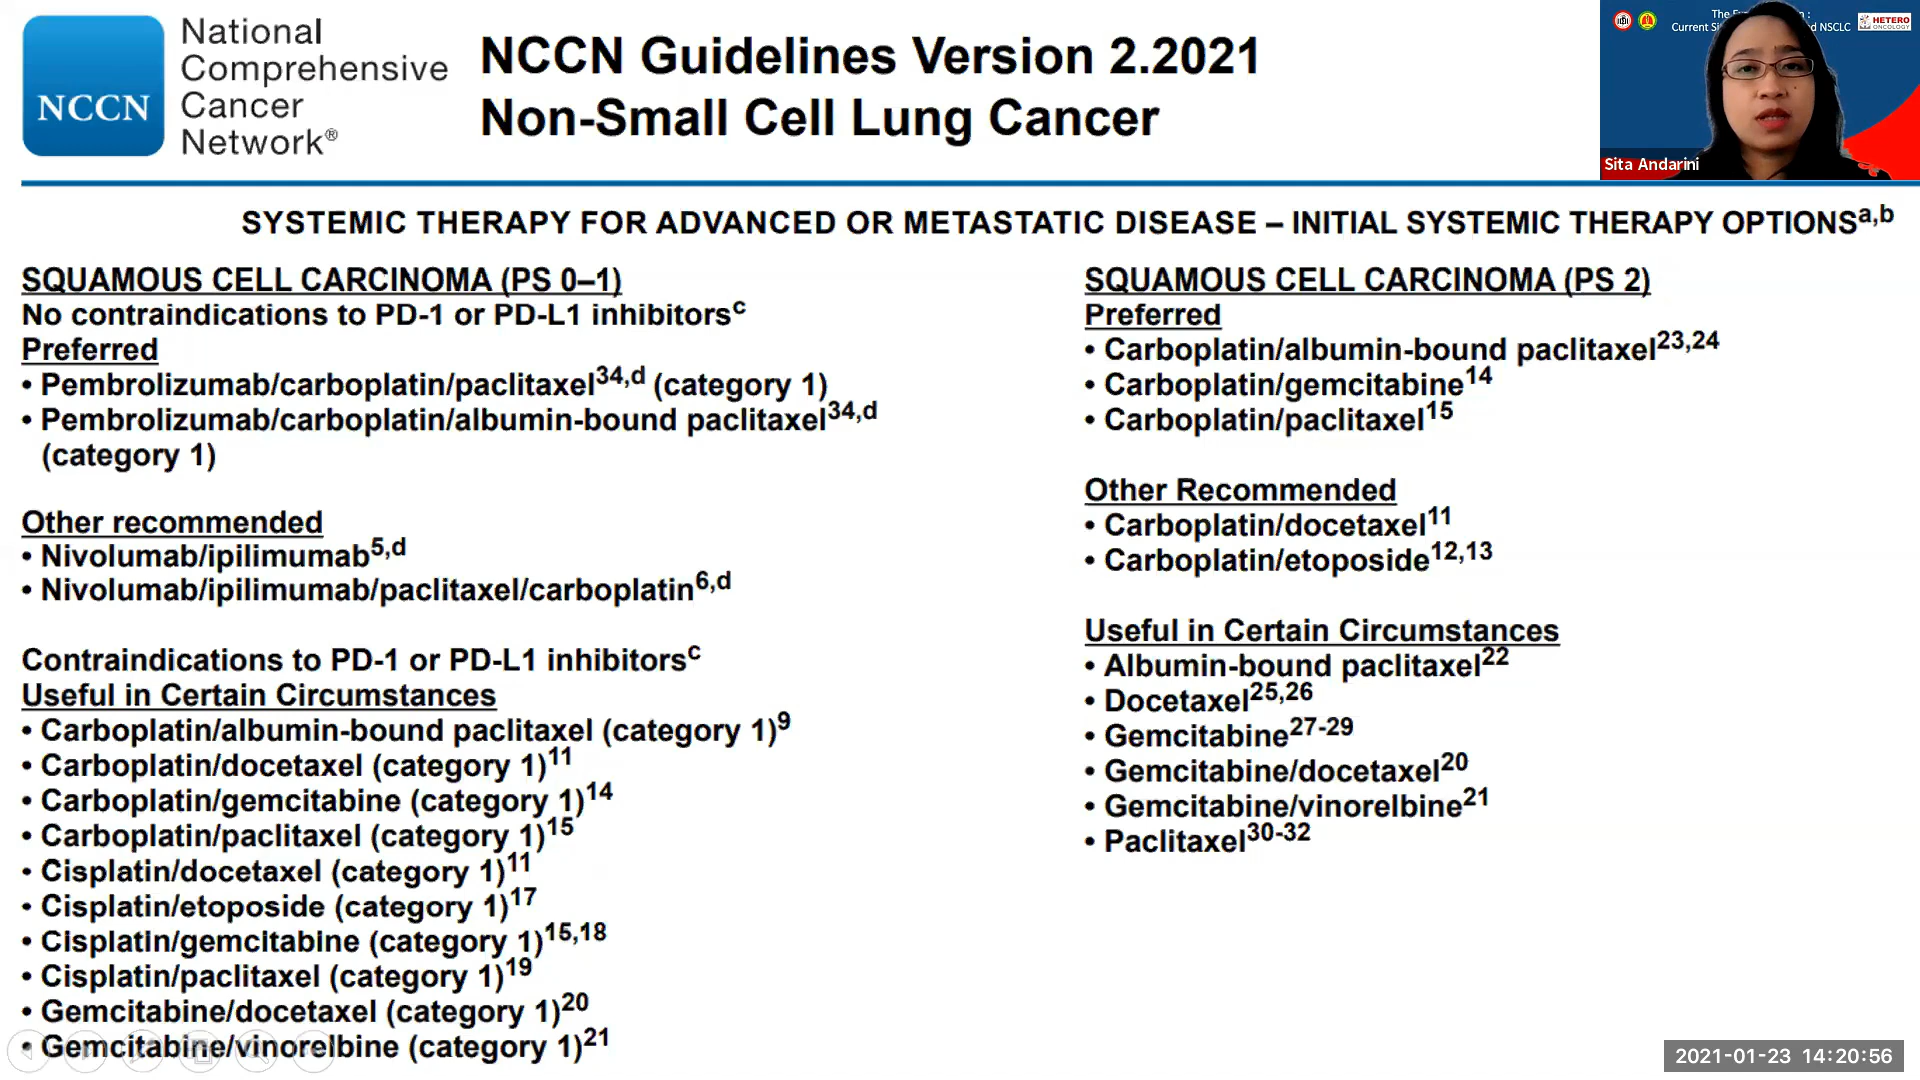 NCCN
National
Comprehensive
Cancer
Network®
NCCN Guidelines Version 2.2021
Non-Small Cell Lung Cancer
The
Current
NSCLC
HETERO
ONCOLOGY
Sita Andarini
SYSTEMIC THERAPY FOR ADVANCED OR METASTATIC DISEASE – INITIAL SYSTEMIC THERAPY OPTIONSa,b
SQUAMOUS CELL CARCINOMA (PS 0–1)
No contraindications to PD-1 or PD-L1 inhibitorsc
Preferred
• Pembrolizumab/carboplatin/paclitaxel34,d (category 1)
• Pembrolizumab/carboplatin/albumin-bound paclitaxel34,d
(category 1)
Other recommended
• Nivolumab/ipilimumab5,d
• Nivolumab/ipilimumab/paclitaxel/carboplatin6,d
Contraindications to PD-1 or PD-L1 inhibitorsc
Useful in Certain Circumstances
• Carboplatin/albumin-bound paclitaxel (category 1)9
• Carboplatin/docetaxel (category 1)11
• Carboplatin/gemcitabine (category 1)14
• Carboplatin/paclitaxel (category 1)15
• Cisplatin/docetaxel (category 1)11
• Cisplatin/etoposide (category 1)17
• Cisplatin/gemcitabine (category 1)15,18
• Cisplatin/paclitaxel (category 1)19
• Gemcitabine/docetaxel (category 1)20
• Gemcitabine/vinorelbine (category 1)21
SQUAMOUS CELL CARCINOMA (PS 2)
Preferred
• Carboplatin/albumin-bound paclitaxel23,24
• Carboplatin/gemcitabine14
• Carboplatin/paclitaxel15
Other Recommended
• Carboplatin/docetaxel11
• Carboplatin/etoposide12,13
Useful in Certain Circumstances
• Albumin-bound paclitaxel22
• Docetaxel25,26
• Gemcitabine27-29
• Gemcitabine/docetaxel20
• Gemcitabine/vinorelbine21
• Paclitaxel30-32
2021-01-23 14:20:56